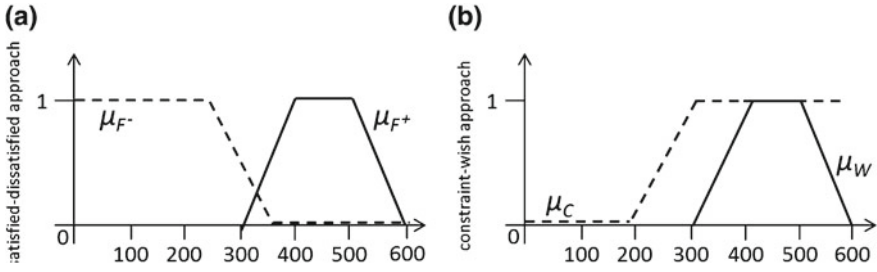 (a)
atisfied-dissatisfied approach
1
μF-
μF+
0
100 200 300 400 500 600
(b)
constraint-wish approach
1
μC
μW
0
100 200 300 400 500 600